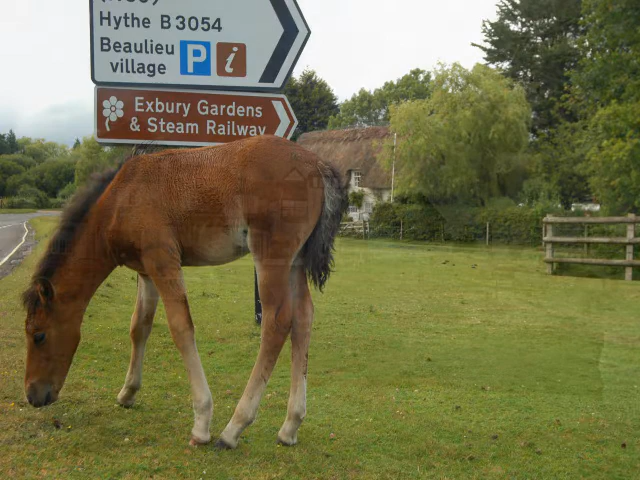 Hythe B3054
Beaulieu P i
village
Exbury Gardens
& Steam Railway